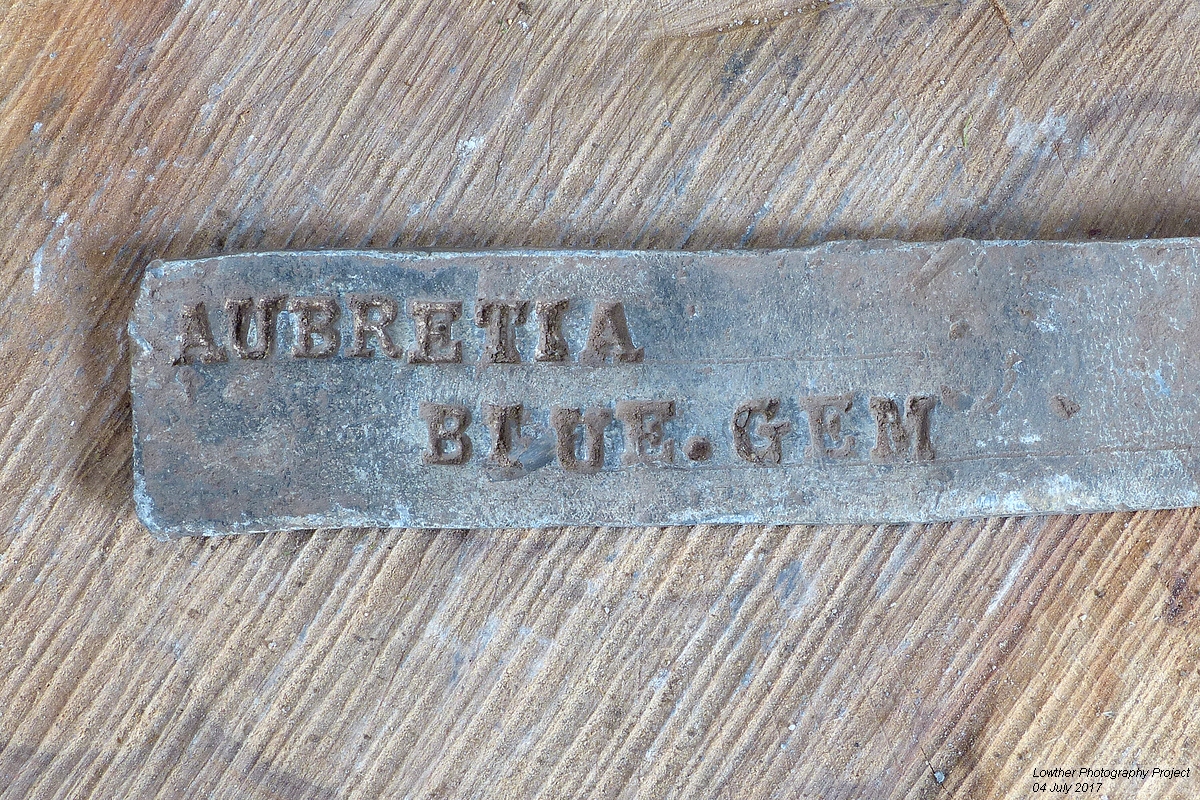 AUBRETIA
BLUE.GEM
Lowther Photography Project
04 July 2017